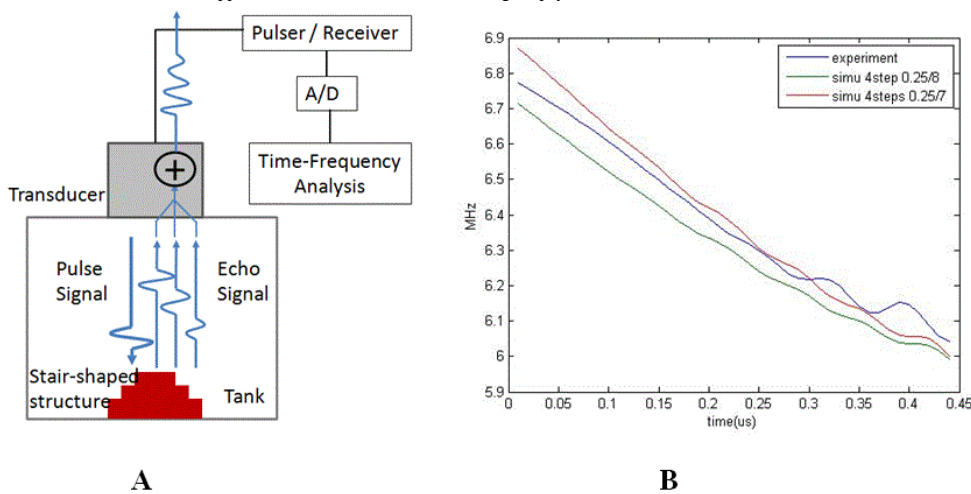 Pulser / Receiver
A/D
Time-Frequency
Analysis
Transducer
+
Pulse
Signal
Echo
Signal
Stair-shaped
structure
Tank
A
6.9
6.8
6.7
6.6
6.5
6.4
6.3
6.2
6.1
6
5.9
MHz
experiment
simu 4step 0.25/8
simu 4steps 0.25/7
0 0.05 0.1 0.15 0.2 0.25 0.3 0.35 0.4 0.45
time(us)
B